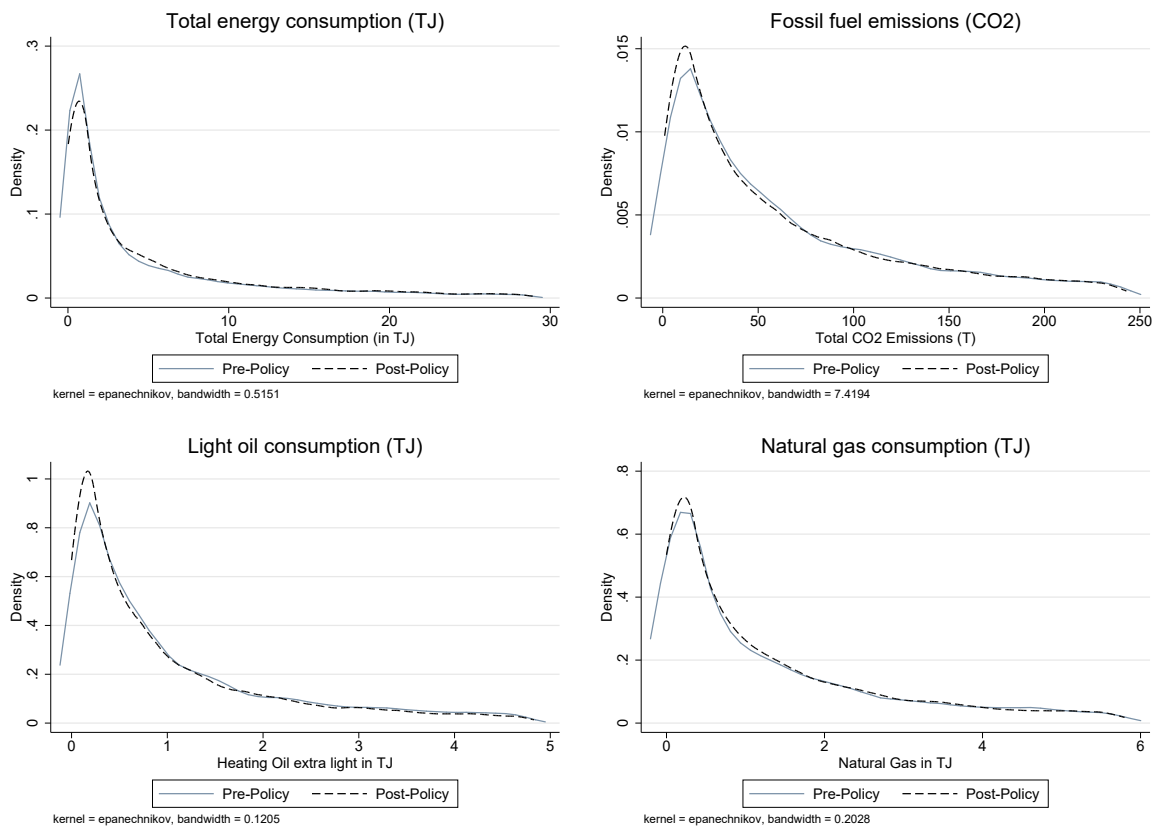 Total energy consumption (TJ)
Density
0 .1 .2 .3
0 10 20 30
Total Energy Consumption (in TJ)
Pre-Policy Post-Policy
kernel = epanechnikov, bandwidth = 0.5151
Fossil fuel emissions (CO2)
Density
0 .005 .01 .015
0 50 100 150 200 250
Total CO2 Emissions (T)
Pre-Policy Post-Policy
kernel = epanechnikov, bandwidth = 7.4194
Light oil consumption (TJ)
Density
0 .2 .4 .6 .8 1
0 1 2 3 4 5
Heating Oil extra light in TJ
Pre-Policy Post-Policy
kernel = epanechnikov, bandwidth = 0.1205
Natural gas consumption (TJ)
Density
0 .2 .4 .6 .8
0 2 4 6
Natural Gas in TJ
Pre-Policy Post-Policy
kernel = epanechnikov, bandwidth = 0.2028